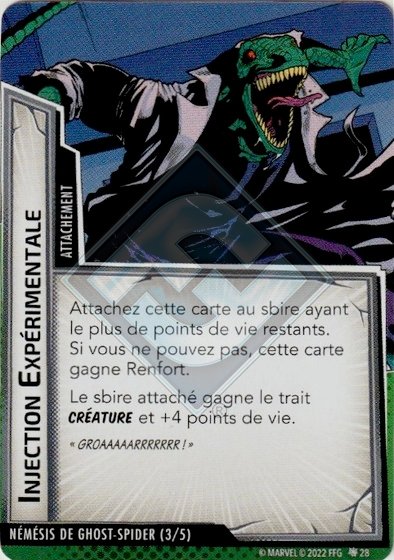 INJECTION EXPÉRIMENTALE
ATTACHEMENT
Attachez cette carte au sbire ayant
le plus de points de vie restants.
Si vous ne pouvez pas, cette carte
gagne Renfort.
Le sbire attaché gagne le trait
CRÉATURE et +4 points de vie.
« GROAAAAARRRRRRR ! »
NÉMÉSIS DE GHOST-SPIDER (3/5)
© MARVEL © 2022 FFG 28